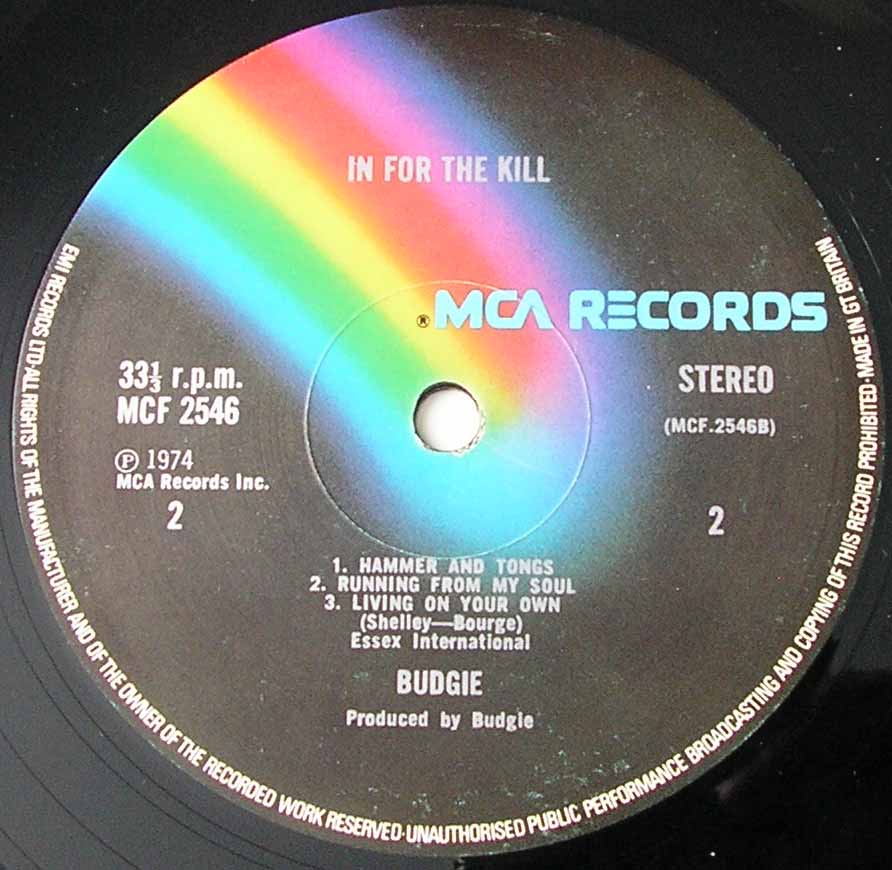 IN FOR THE KILL
® MCA RECORDS
33⅓ r.p.m.
MCF 2546
STEREO
(MCF.2546B)
Ⓟ 1974
MCA Records Inc.
2
2
1. HAMMER AND TONGS
2. RUNNING FROM MY SOUL
3. LIVING ON YOUR OWN
(Shelley—Bourge)
Essex International
BUDGIE
Produced by Budgie
EMI RECORDS LTD·ALL RIGHTS OF THE MANUFACTURER AND OF THE OWNER OF THE RECORDED WORK RESERVED·UNAUTHORISED PUBLIC PERFORMANCE BROADCASTING AND COPYING OF THIS RECORD PROHIBITED·MADE IN GT BRITAIN